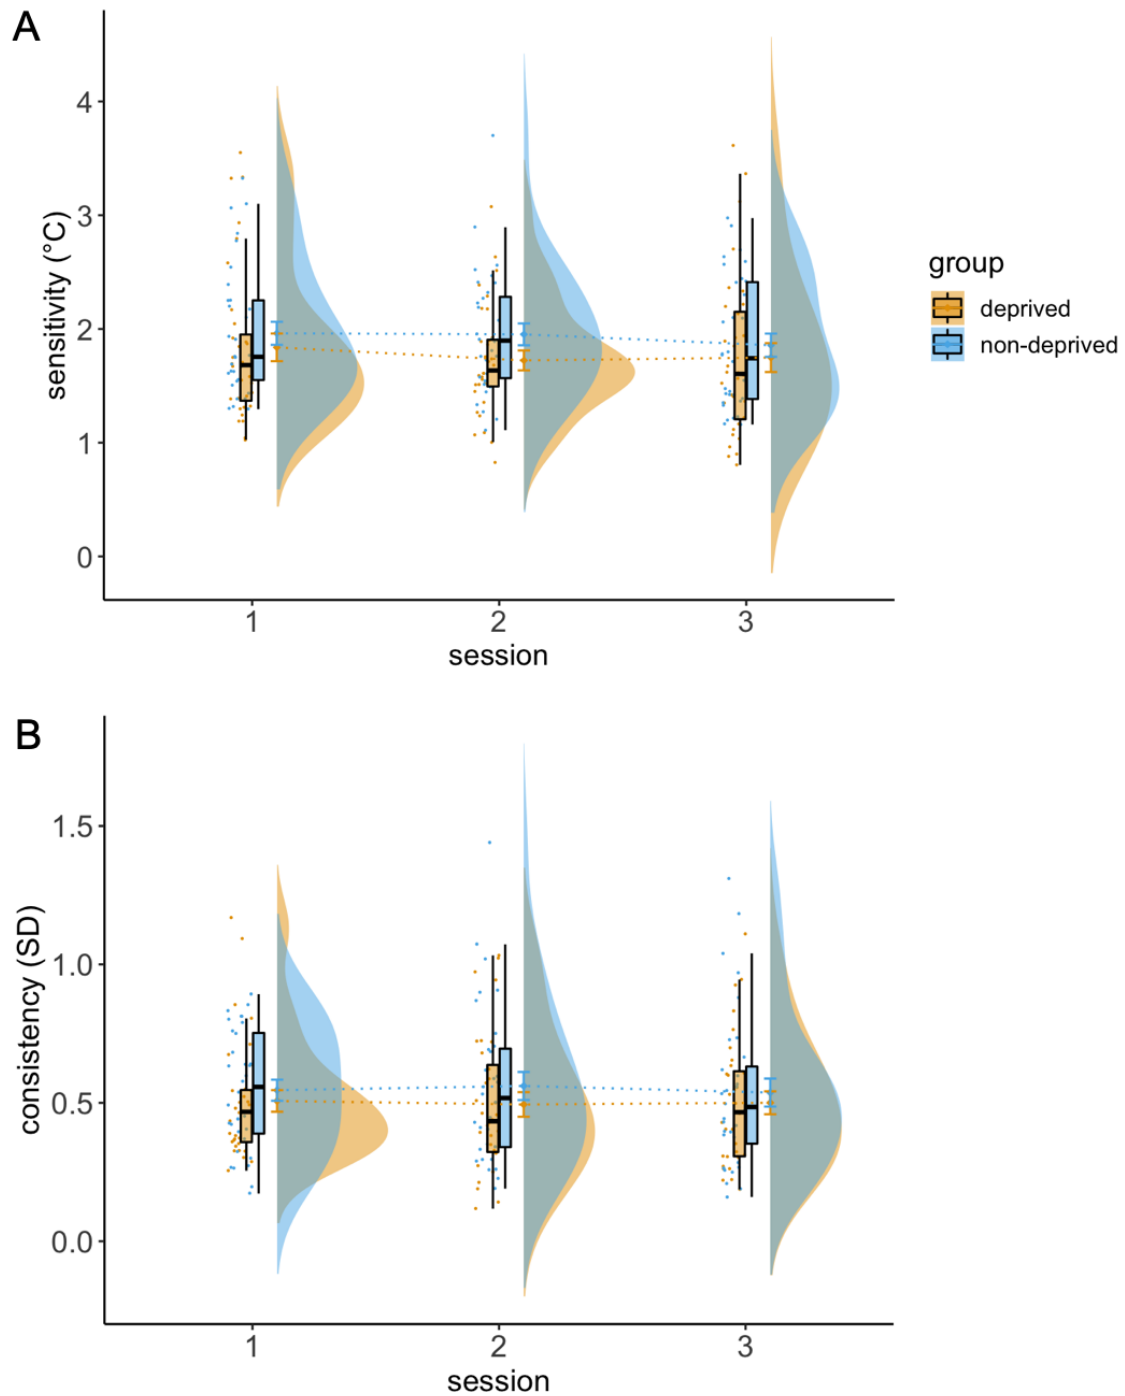 A
sensitivity (°C)
4
3
2
1
0
1
2
3
session
group
deprived
non-deprived
B
consistency (SD)
1.5
1.0
0.5
0.0
1
2
3
session